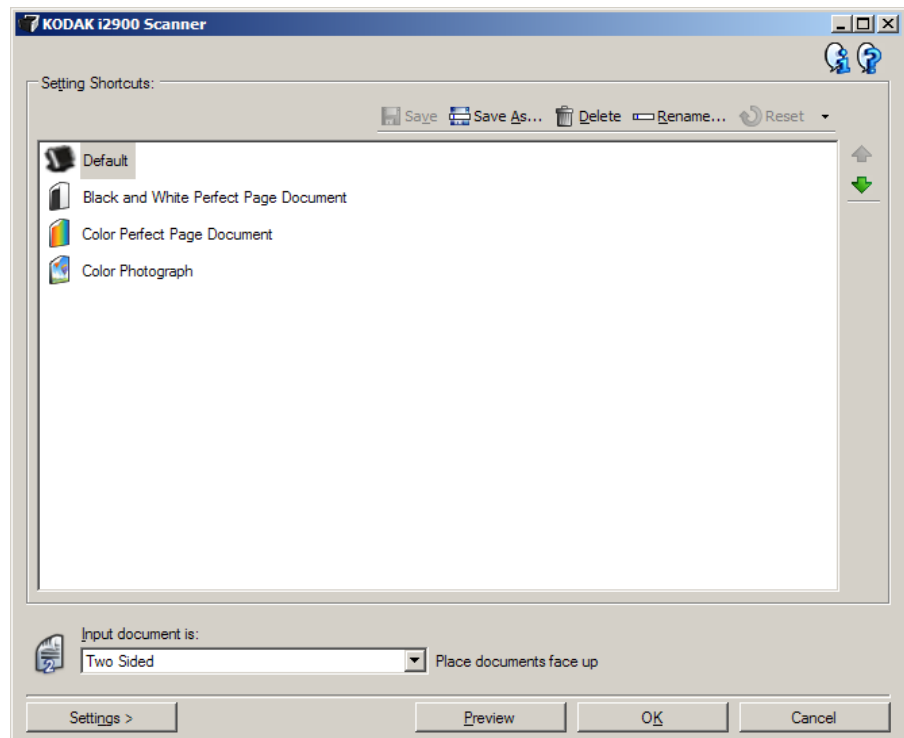 KODAK i2900 Scanner
Setting Shortcuts:
Save Save As... Delete Rename... Reset
Default
Black and White Perfect Page Document
Color Perfect Page Document
Color Photograph
Input document is:
Two Sided Place documents face up
Settings > Preview OK Cancel